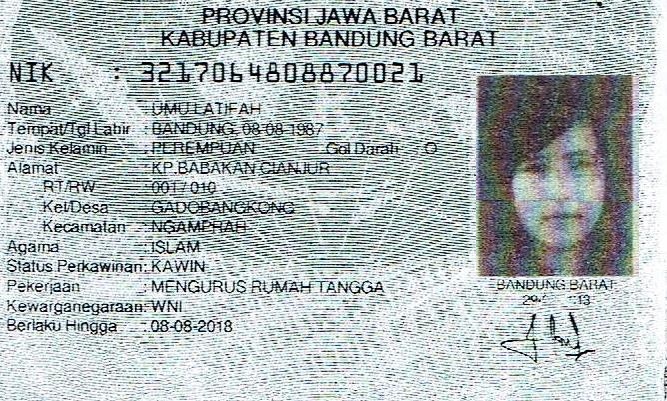 PROVINSI JAWA BARAT
KABUPATEN BANDUNG BARAT
NIK : 3217064808870021
Nama : UMU LATIFAH
Tempat/Tgl Lahir : BANDUNG, 08-08-1987
Jenis Kelamin : PEREMPUAN Gol Darah : O
Alamat : KP.BABAKAN CIANJUR
RT/RW : 001 / 010
Kel/Desa : GADOBANGKONG
Kecamatan : NGAMPRAH
Agama : ISLAM
Status Perkawinan: KAWIN
Pekerjaan : MENGURUS RUMAH TANGGA
Kewarganegaraan: WNI
Berlaku Hingga : 08-08-2018
BANDUNG BARAT